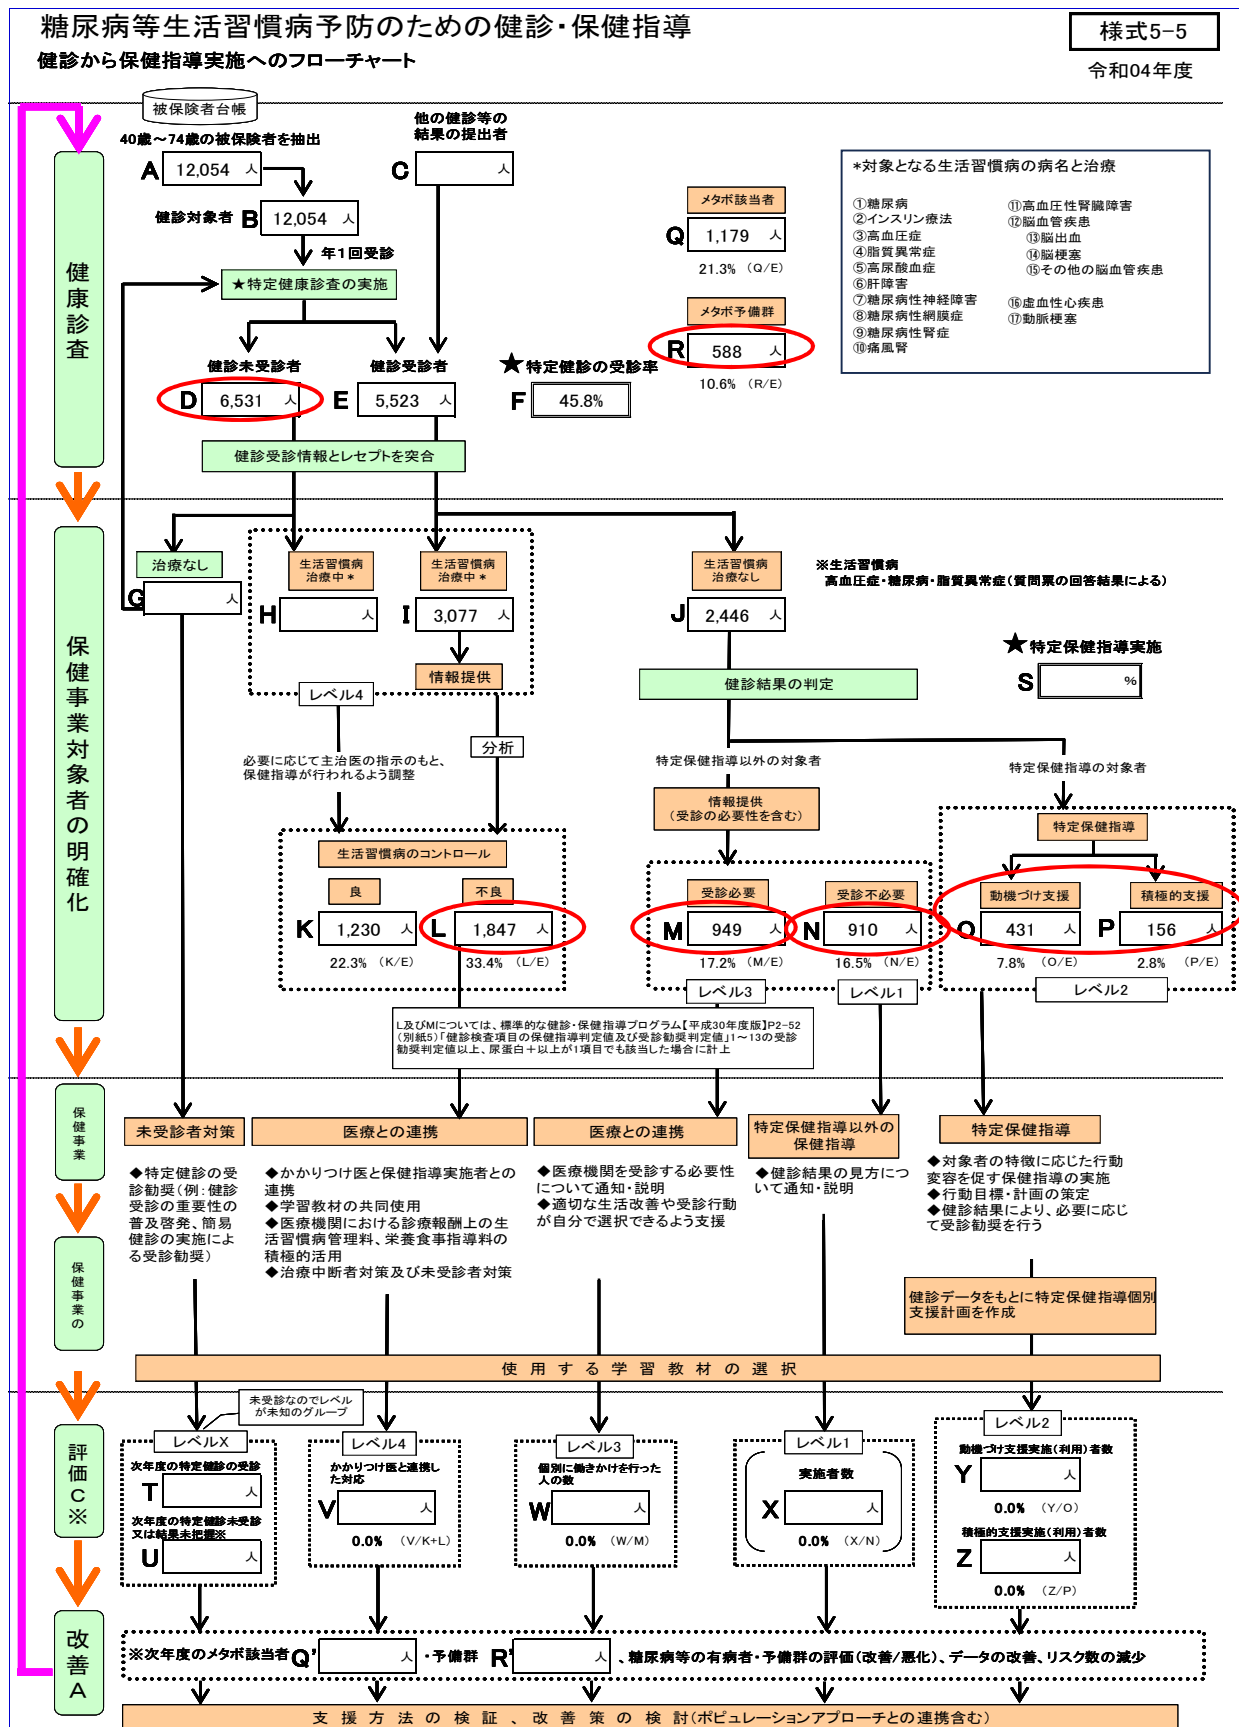 糖尿病等生活習慣病予防のための健診・保健指導
様式5-5
健診から保健指導実施へのフローチャート
令和04年度
被保険者台帳
40歳～74歳の被保険者を抽出
A 12,054 人
他の健診等の
結果の提出者
C 人
健診対象者 B 12,054 人
年1回受診
★特定健康診査の実施
健康診査
メタボ該当者
Q 1,179 人
21.3% (Q/E)
メタボ予備群
R 588 人
10.6% (R/E)
*対象となる生活習慣病の病名と治療
①糖尿病
②インスリン療法
③高血圧症
④脂質異常症
⑤高尿酸血症
⑥肝障害
⑦糖尿病性神経障害
⑧糖尿病性網膜症
⑨糖尿病性腎症
⑩痛風腎
⑪高血圧性腎臓障害
⑫脳血管疾患
⑬脳出血
⑭脳梗塞
⑮その他の脳血管疾患
⑯虚血性心疾患
⑰動脈梗塞
健診未受診者
D 6,531 人
健診受診者
E 5,523 人
★特定健診の受診率
F 45.8%
健診受診情報とレセプトを突合
保健事業対象者の明確化
治療なし
G 人
生活習慣病
治療中*
H 人
生活習慣病
治療中*
I 3,077 人
情報提供
レベル4
生活習慣病
治療なし
J 2,446 人
※生活習慣病
高血圧症・糖尿病・脂質異常症(質問票の回答結果による)
★特定保健指導実施
S %
健診結果の判定
分析
必要に応じて主治医の指示のもと、
保健指導が行われるよう調整
特定保健指導以外の対象者
特定保健指導の対象者
情報提供
(受診の必要性を含む)
特定保健指導
生活習慣病のコントロール
良
K 1,230 人
22.3% (K/E)
不良
L 1,847 人
33.4% (L/E)
受診必要
M 949 人
17.2% (M/E)
レベル3
受診不必要
N 910 人
16.5% (N/E)
レベル1
動機づけ支援
O 431 人
7.8% (O/E)
積極的支援
P 156 人
2.8% (P/E)
レベル2
L及びMについては、標準的な健診・保健指導プログラム【平成30年度版】P2-52
(別紙5)「健診検査項目の保健指導判定値及び受診勧奨判定値」1～13の受診
勧奨判定値以上、尿蛋白＋以上が1項目でも該当した場合に計上
保健事業
未受診者対策
◆特定健診の受
診勧奨(例:健診
受診の重要性の
普及啓発、簡易
健診の実施によ
る受診勧奨)
医療との連携
◆かかりつけ医と保健指導実施者との
連携
◆学習教材の共同使用
◆医療機関における診療報酬上の生
活習慣病管理料、栄養食事指導料の
積極的活用
◆治療中断者対策及び未受診者対策
医療との連携
◆医療機関を受診する必要性
について通知・説明
◆適切な生活改善や受診行動
が自分で選択できるよう支援
特定保健指導以外の
保健指導
◆健診結果の見方につ
いて通知・説明
特定保健指導
◆対象者の特徴に応じた行動
変容を促す保健指導の実施
◆行動目標・計画の策定
◆健診結果により、必要に応じ
て受診勧奨を行う
保健事業の
健診データをもとに特定保健指導個別
支援計画を作成
使用する学習教材の選択
評価C※
未受診なのでレベル
が未知のグループ
レベルX
次年度の特定健診の受診
T 人
次年度の特定健診未受診
又は結果未把握※
U 人
レベル4
かかりつけ医と連携し
た対応
V 人
0.0% (V/K+L)
レベル3
個別に働きかけを行った
人の数
W 人
0.0% (W/M)
レベル1
実施者数
X 人
0.0% (X/N)
レベル2
動機づけ支援実施(利用)者数
Y 人
0.0% (Y/O)
積極的支援実施(利用)者数
Z 人
0.0% (Z/P)
改善A
※次年度のメタボ該当者 Q' 人 ・予備群 R' 人 、糖尿病等の有病者・予備群の評価(改善/悪化)、データの改善、リスク数の減少
支援方法の検証、改善策の検討(ポピュレーションアプローチとの連携含む)